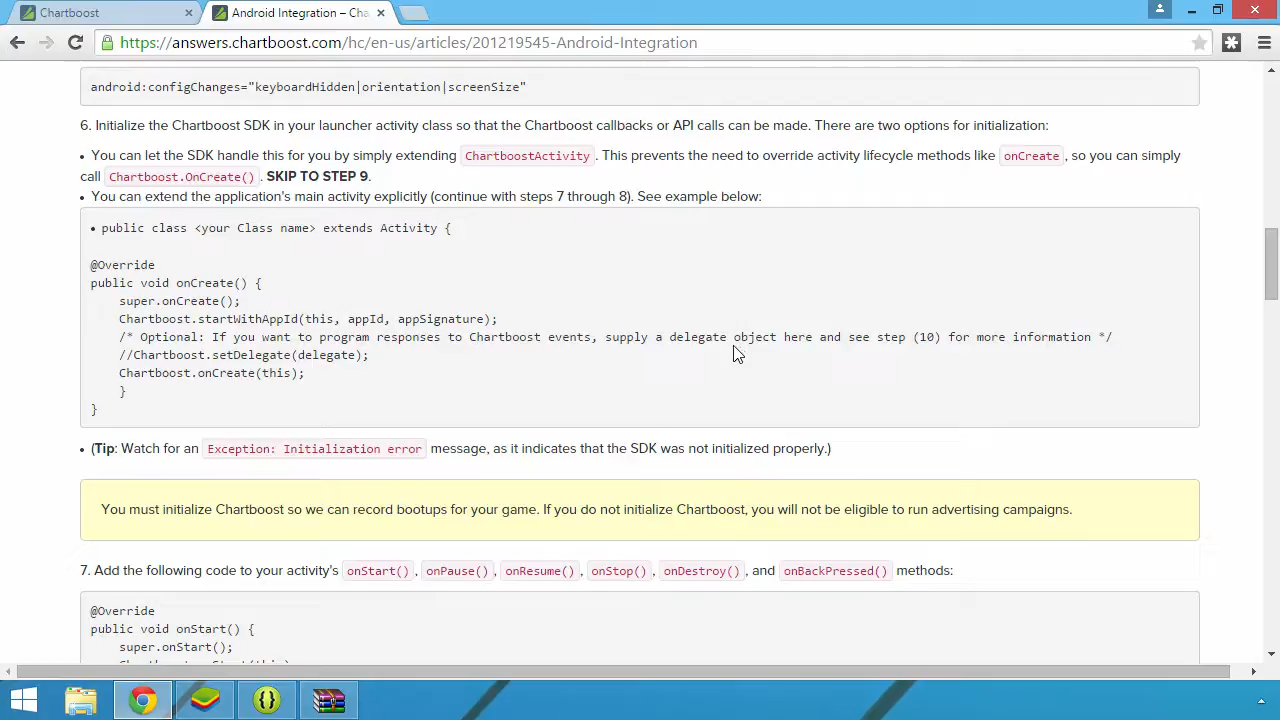 Chartboost
Android Integration – Cha
https://answers.chartboost.com/hc/en-us/articles/201219545-Android-Integration
android:configChanges="keyboardHidden|orientation|screenSize"
6. Initialize the Chartboost SDK in your launcher activity class so that the Chartboost callbacks or API calls can be made. There are two options for initialization:
• You can let the SDK handle this for you by simply extending ChartboostActivity. This prevents the need to override activity lifecycle methods like onCreate, so you can simply
call Chartboost.OnCreate(). SKIP TO STEP 9.
• You can extend the application's main activity explicitly (continue with steps 7 through 8). See example below:
• public class <your Class name> extends Activity {
@Override
public void onCreate() {
super.onCreate();
Chartboost.startWithAppId(this, appId, appSignature);
/* Optional: If you want to program responses to Chartboost events, supply a delegate object here and see step (10) for more information */
//Chartboost.setDelegate(delegate);
Chartboost.onCreate(this);
}
}
• (Tip: Watch for an Exception: Initialization error message, as it indicates that the SDK was not initialized properly.)
You must initialize Chartboost so we can record bootups for your game. If you do not initialize Chartboost, you will not be eligible to run advertising campaigns.
7. Add the following code to your activity's onStart(), onPause(), onResume(), onStop(), onDestroy(), and onBackPressed() methods:
@Override
public void onStart() {
super.onStart();